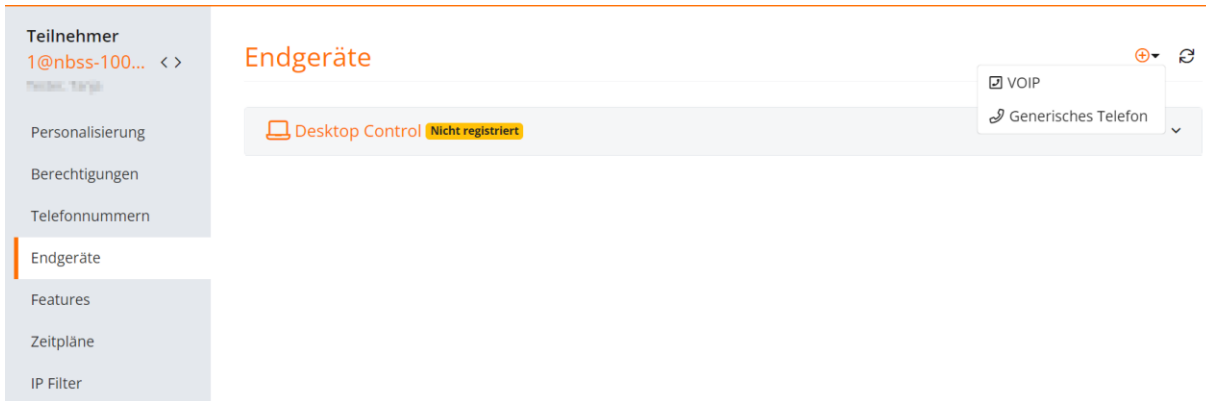 Teilnehmer
1@nbss-100...
Personalisierung
Berechtigungen
Telefonnummern
Endgeräte
Features
Zeitpläne
IP Filter
Endgeräte
VOIP
Generisches Telefon
Desktop Control Nicht registriert